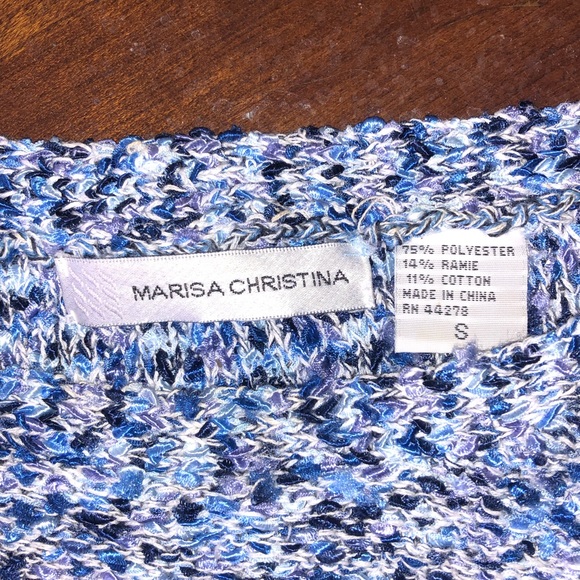 MARISA CHRISTINA
75% POLYESTER
14% RAMIE
11% COTTON
MADE IN CHINA
RN 44278
S